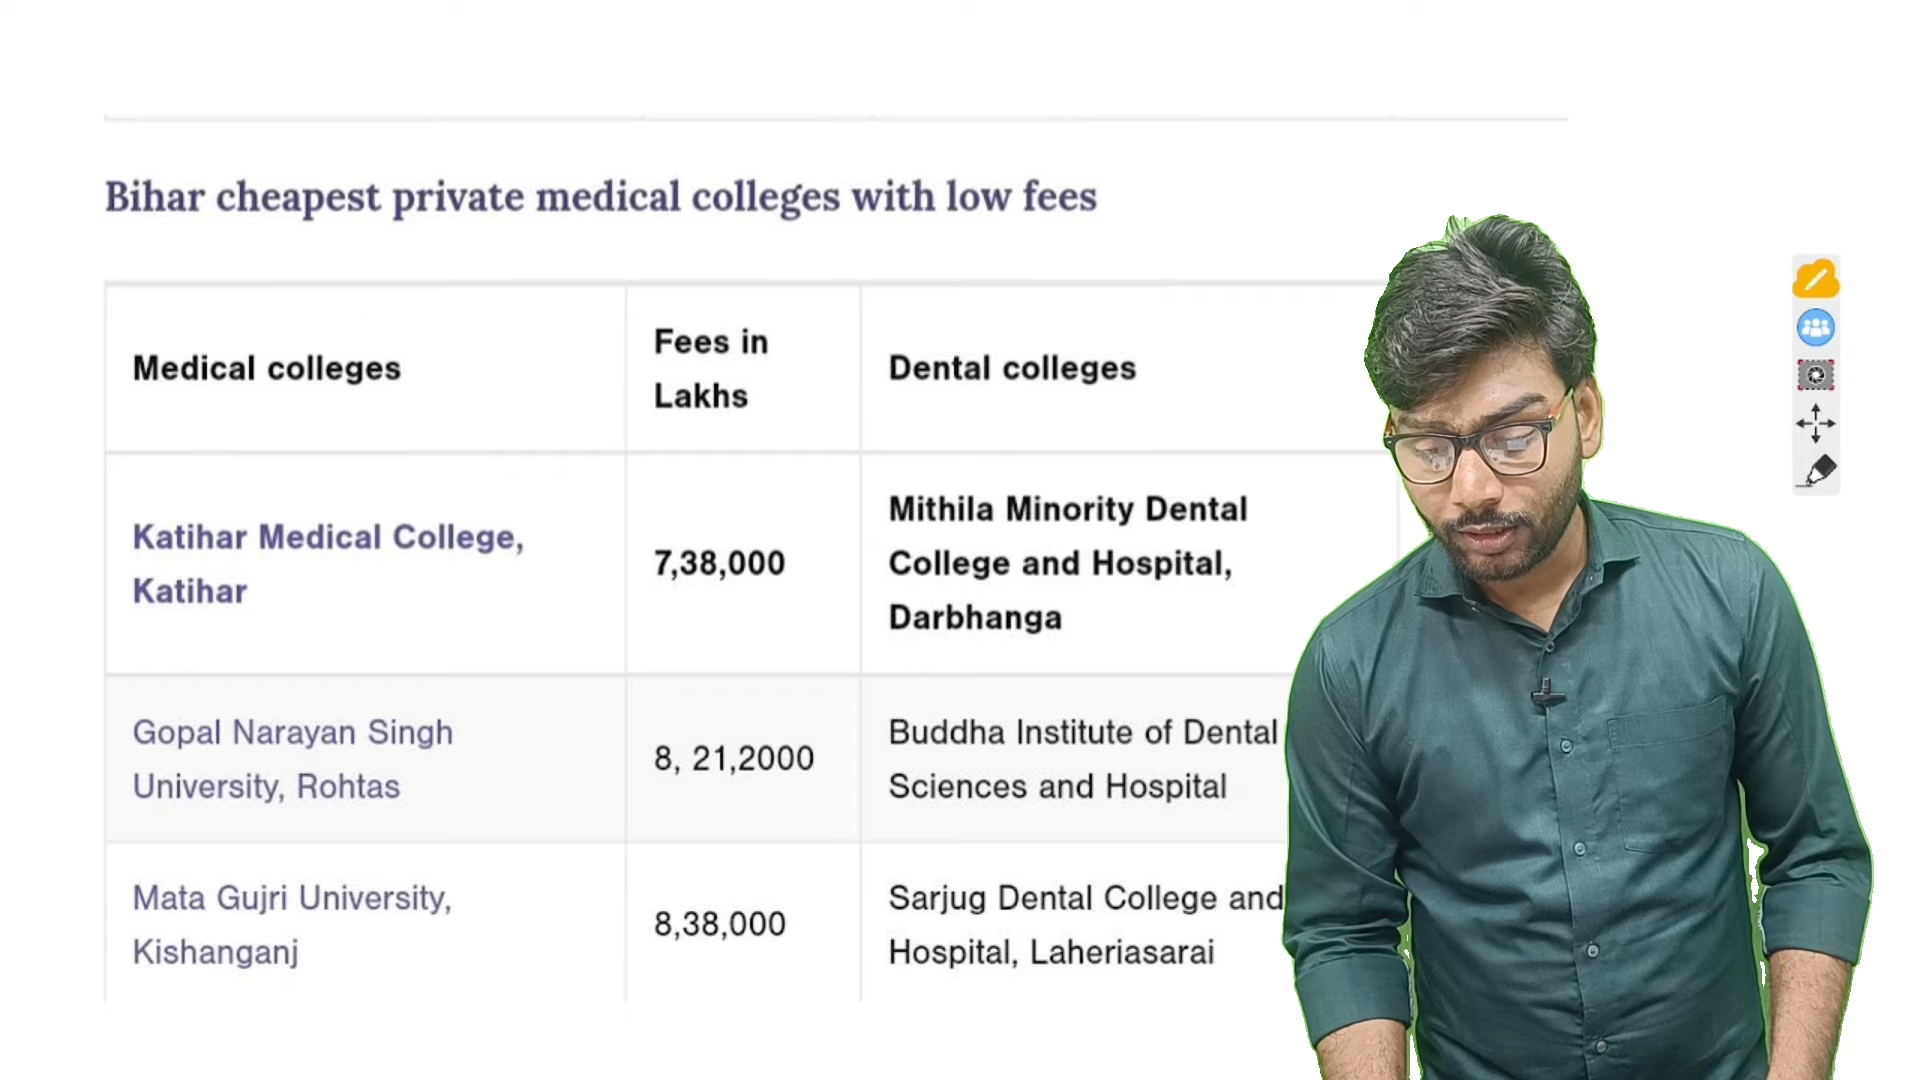 Bihar cheapest private medical colleges with low fees
Medical colleges
Fees in
Lakhs
Dental colleges
Katihar Medical College,
Katihar
7,38,000
Mithila Minority Dental
College and Hospital,
Darbhanga
Gopal Narayan Singh
University, Rohtas
8, 21,2000
Buddha Institute of Dental
Sciences and Hospital
Mata Gujri University,
Kishanganj
8,38,000
Sarjug Dental College and
Hospital, Laheriasarai